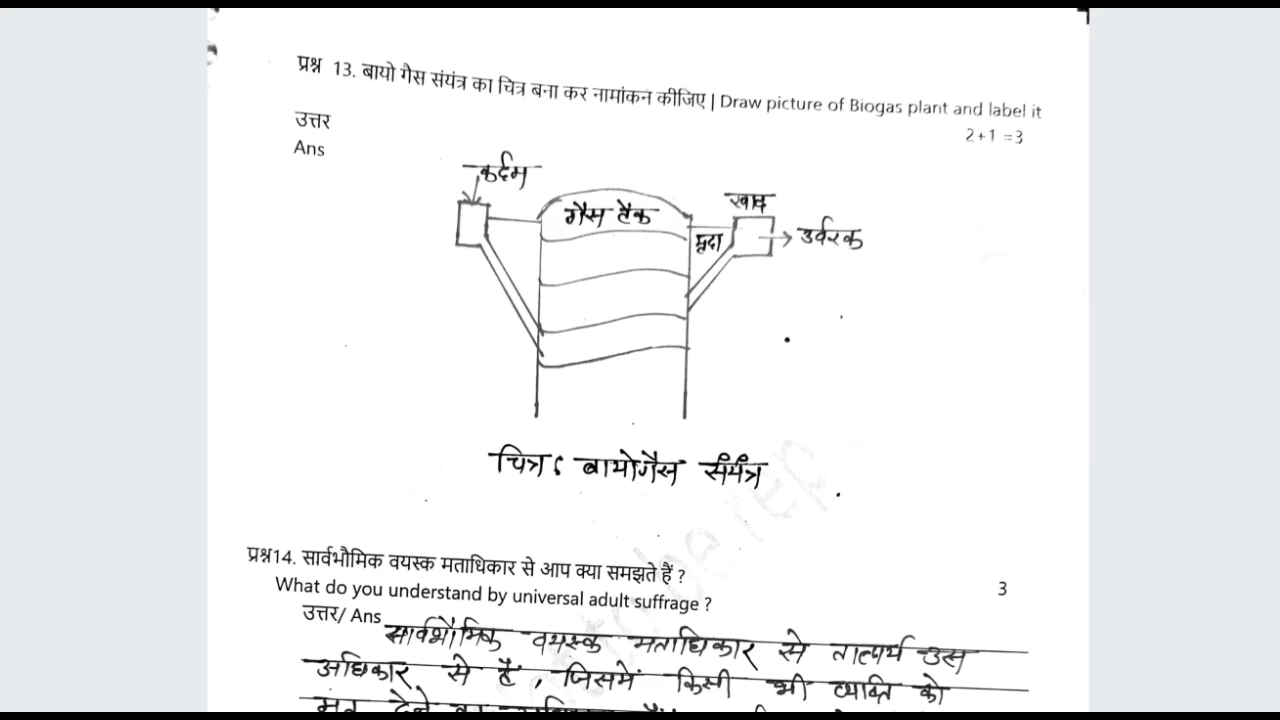 प्रश्न 13. बायो गैस संयंत्र का चित्र बना कर नामांकन कीजिए | Draw picture of Biogas plant and label it
2+1 =3
उत्तर
Ans
कर्दम
गैस टैंक
खाद
मृदा
उर्वरक
चित्र : बायोगैस संयंत्र
प्रश्न14. सार्वभौमिक वयस्क मताधिकार से आप क्या समझते हैं ?
3
What do you understand by universal adult suffrage ?
उत्तर/ Ans
सार्वभौमिक वयस्क मताधिकार से तात्पर्य उस
अधिकार से है, जिसमें किसी भी व्यक्ति को
मत देने का